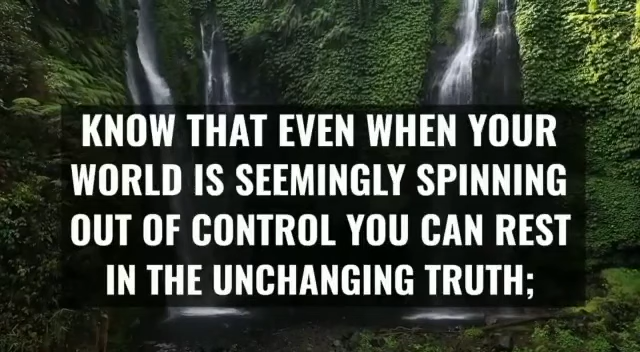 KNOW THAT EVEN WHEN YOUR
WORLD IS SEEMINGLY SPINNING
OUT OF CONTROL YOU CAN REST
IN THE UNCHANGING TRUTH;